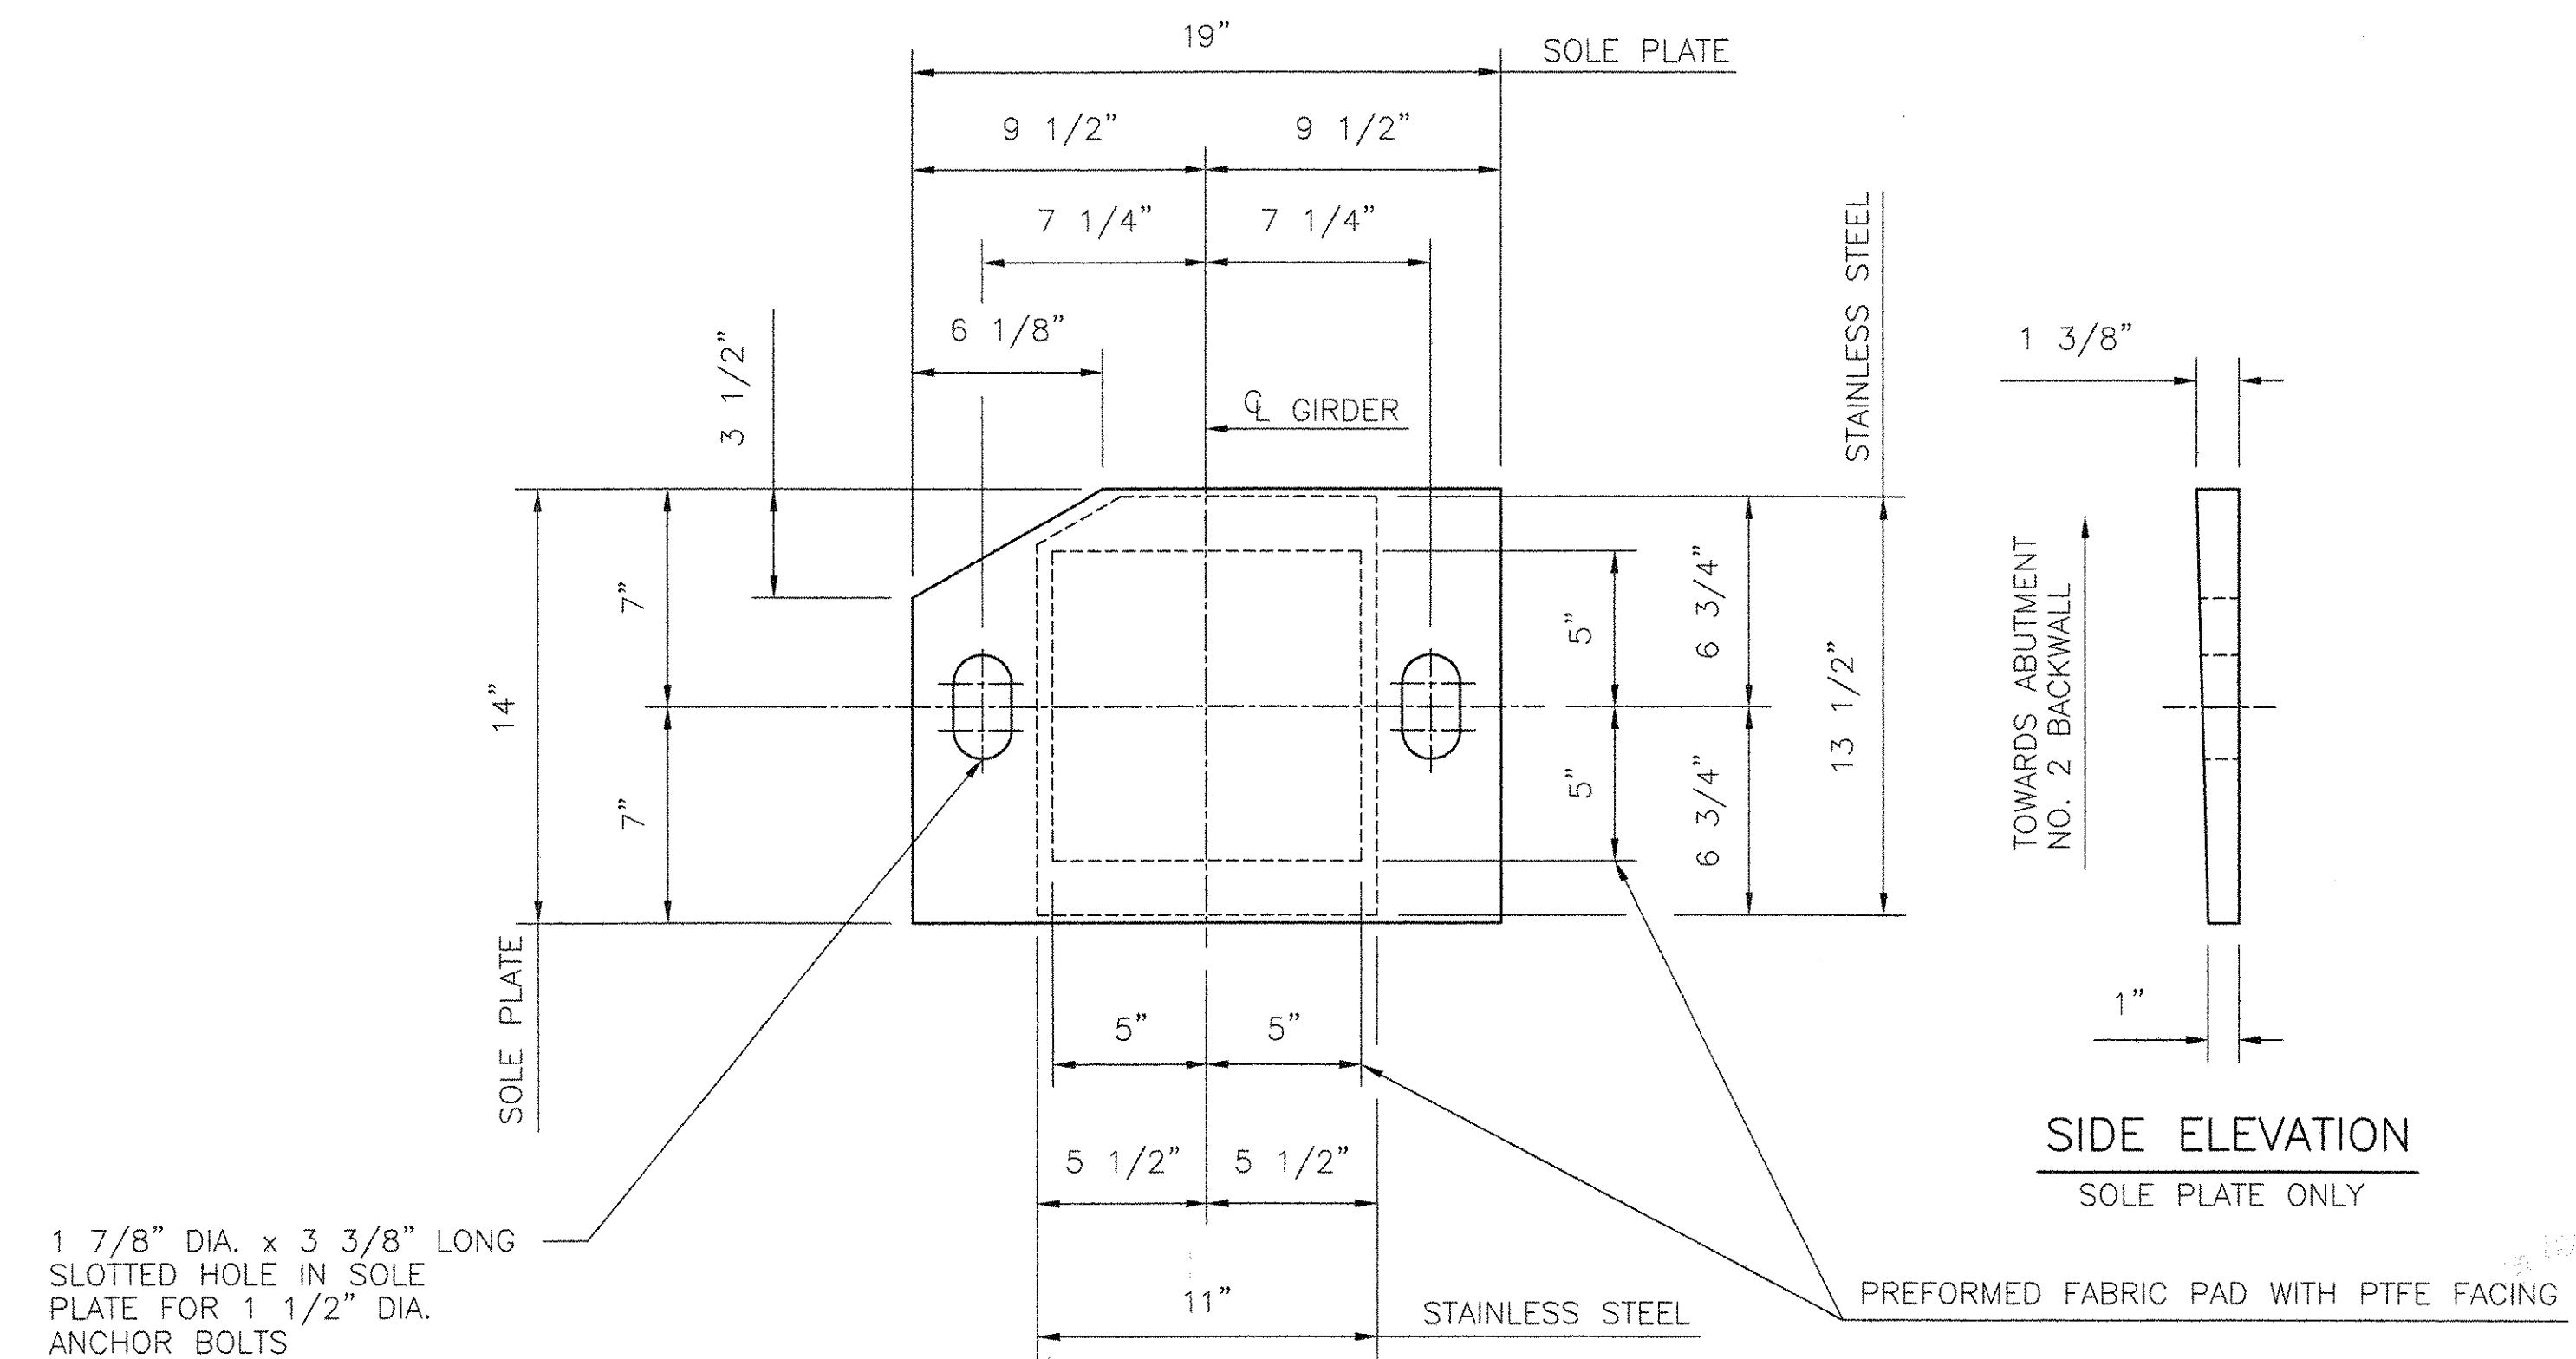 19”
SOLE PLATE
9 1/2”
9 1/2”
7 1/4”
7 1/4”
6 1/8”
3 1/2”
℄ GIRDER
STAINLESS STEEL
1 3/8”
14”
7”
7”
SOLE PLATE
5”
5”
6 3/4”
6 3/4”
13 1/2”
TOWARDS ABUTMENT
NO. 2 BACKWALL
1”
5”
5”
5 1/2”
5 1/2”
11”
STAINLESS STEEL
SIDE ELEVATION
SOLE PLATE ONLY
1 7/8” DIA. x 3 3/8” LONG
SLOTTED HOLE IN SOLE
PLATE FOR 1 1/2” DIA.
ANCHOR BOLTS
PREFORMED FABRIC PAD WITH PTFE FACING